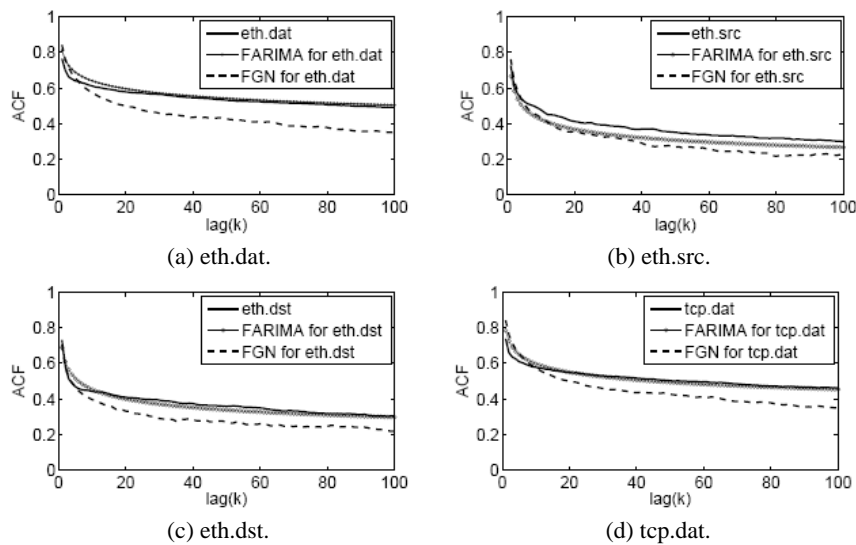 1
0.8
0.6
0.4
0.2
0
ACF
0 20 40 60 80 100
lag(k)
eth.dat
FARIMA for eth.dat
FGN for eth.dat
(a) eth.dat.
1
0.8
0.6
0.4
0.2
0
ACF
0 20 40 60 80 100
lag(k)
eth.src
FARIMA for eth.src
FGN for eth.src
(b) eth.src.
1
0.8
0.6
0.4
0.2
0
ACF
0 20 40 60 80 100
lag(k)
eth.dst
FARIMA for eth.dst
FGN for eth.dst
(c) eth.dst.
1
0.8
0.6
0.4
0.2
0
ACF
0 20 40 60 80 100
lag(k)
tcp.dat
FARIMA for tcp.dat
FGN for tcp.dat
(d) tcp.dat.